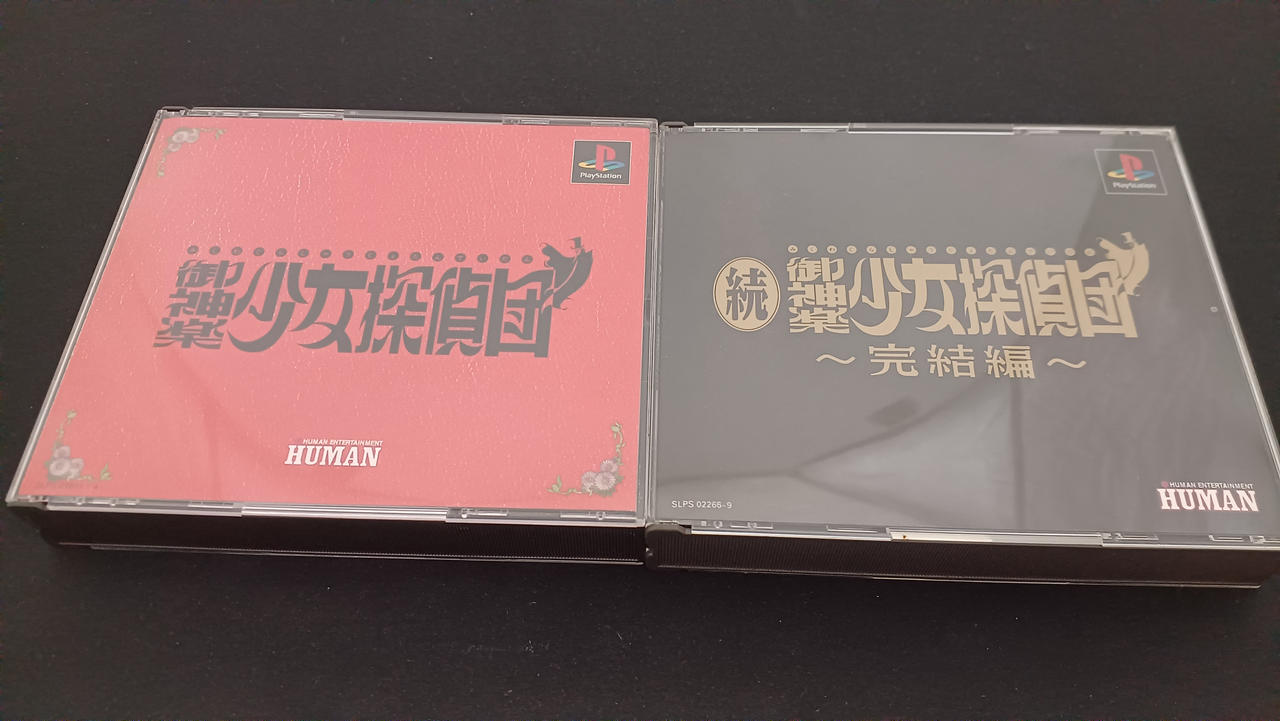 PlayStation
御神楽少女探偵団
HUMAN ENTERTAINMENT
HUMAN
PlayStation
続 御神楽少女探偵団
～完結編～
SLPS 02266-9
HUMAN ENTERTAINMENT
HUMAN